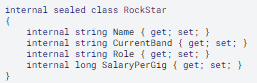 internal sealed class RockStar
{
    internal string Name { get; set; }
    internal string CurrentBand { get; set; }
    internal string Role { get; set; }
    internal long SalaryPerGig { get; set; }
}